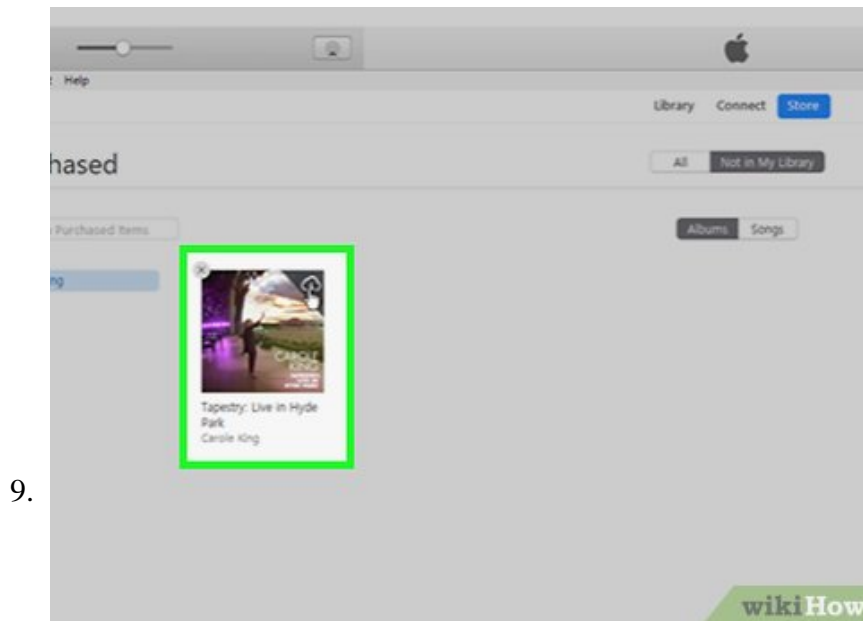 Help
Library Connect Store
hased
All Not in My Library
Purchased Items
Albums Songs
ng
CAROLE
KING
Tapestry: Live in Hyde
Park
Carole King
9.
wikiHow